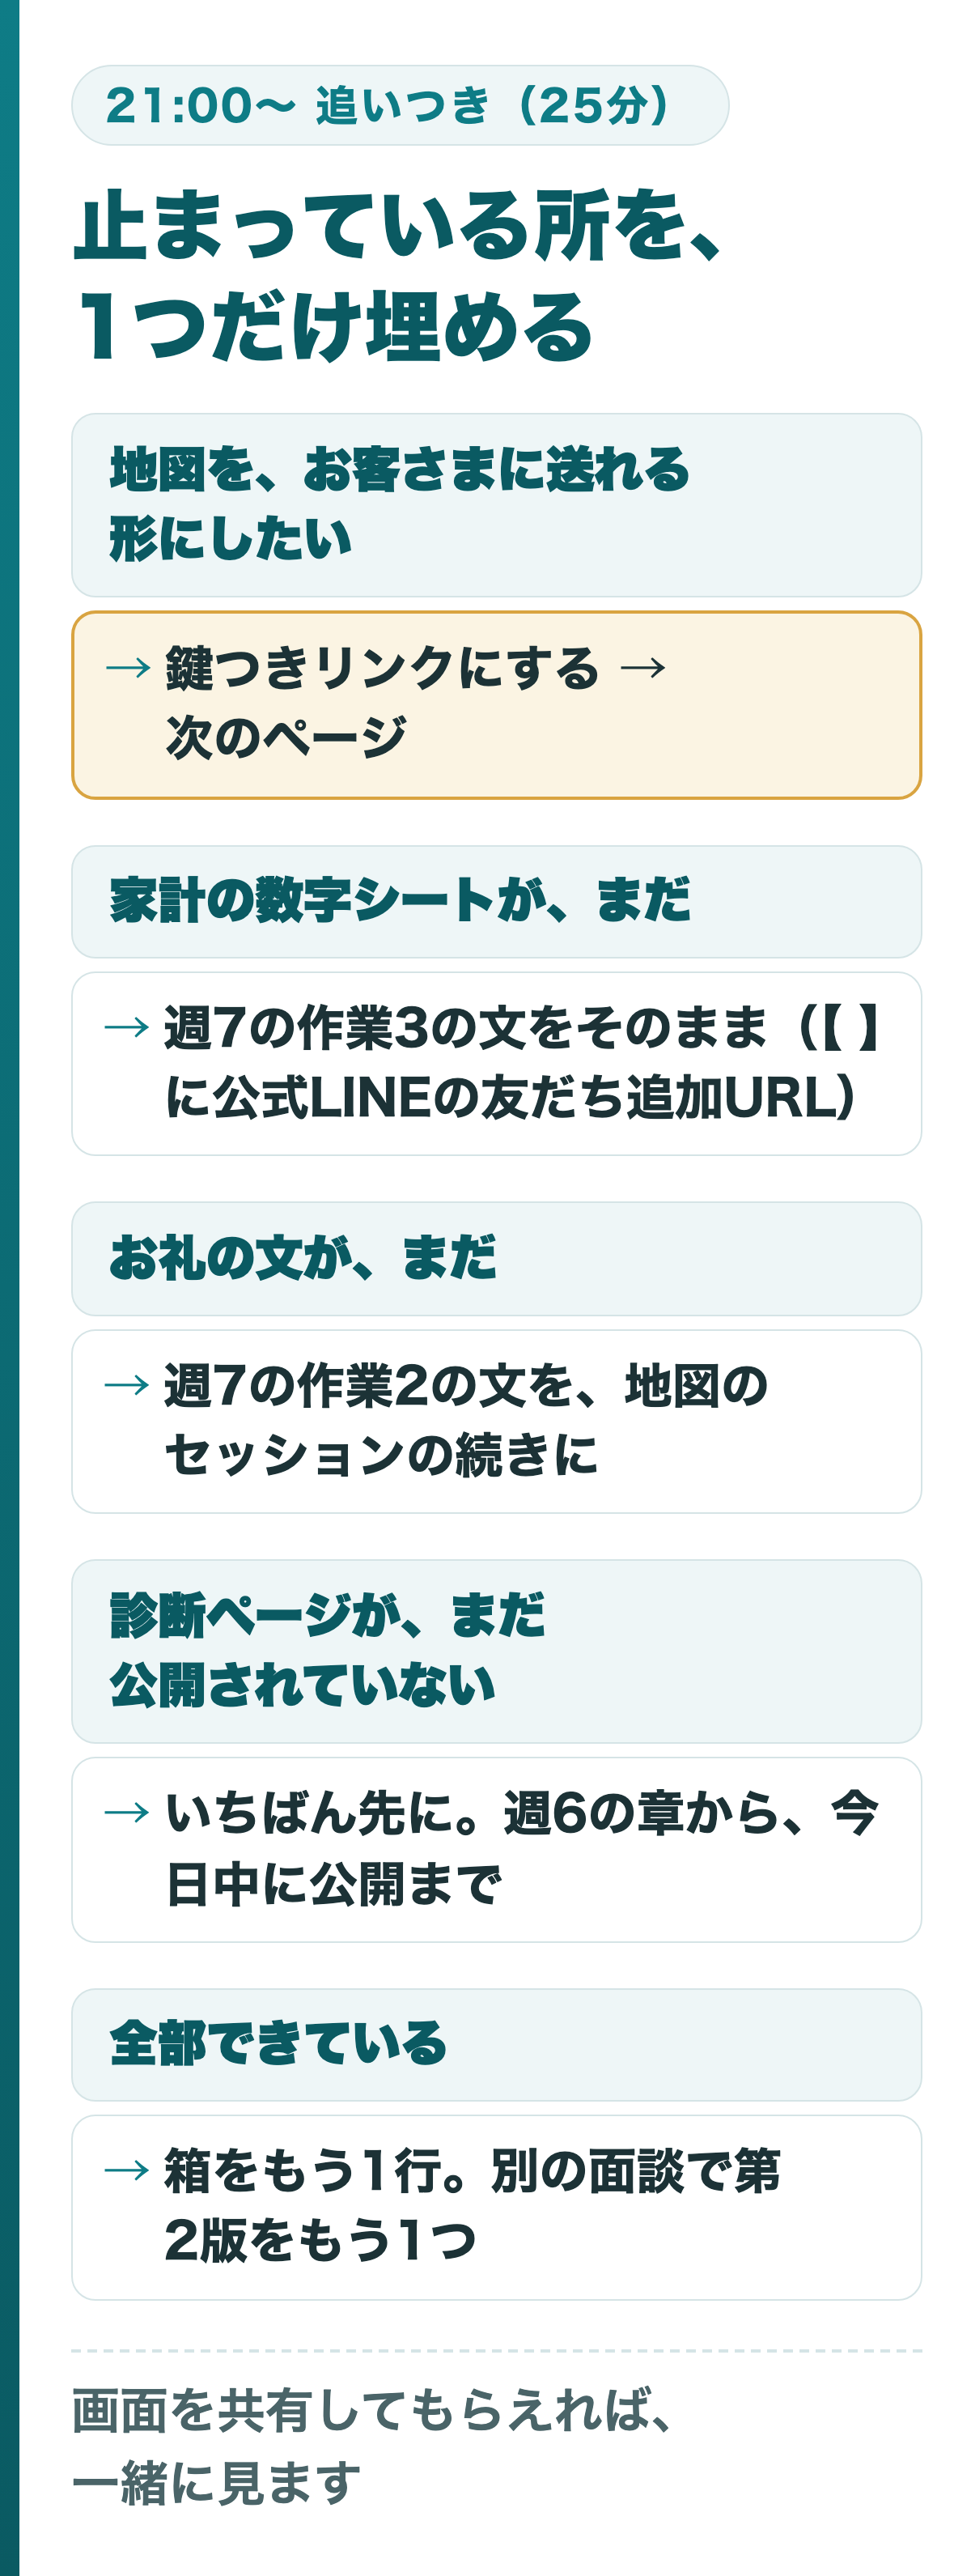 21:00〜 追いつき（25分）
止まっている所を、
1つだけ埋める
地図を、お客さまに送れる
形にしたい
→ 鍵つきリンクにする →
次のページ
家計の数字シートが、まだ
→ 週7の作業3の文をそのまま（【 】
に公式LINEの友だち追加URL）
お礼の文が、まだ
→ 週7の作業2の文を、地図の
セッションの続きに
診断ページが、まだ
公開されていない
→ いちばん先に。週6の章から、今
日中に公開まで
全部できている
→ 箱をもう1行。別の面談で第
2版をもう1つ
画面を共有してもらえれば、
一緒に見ます